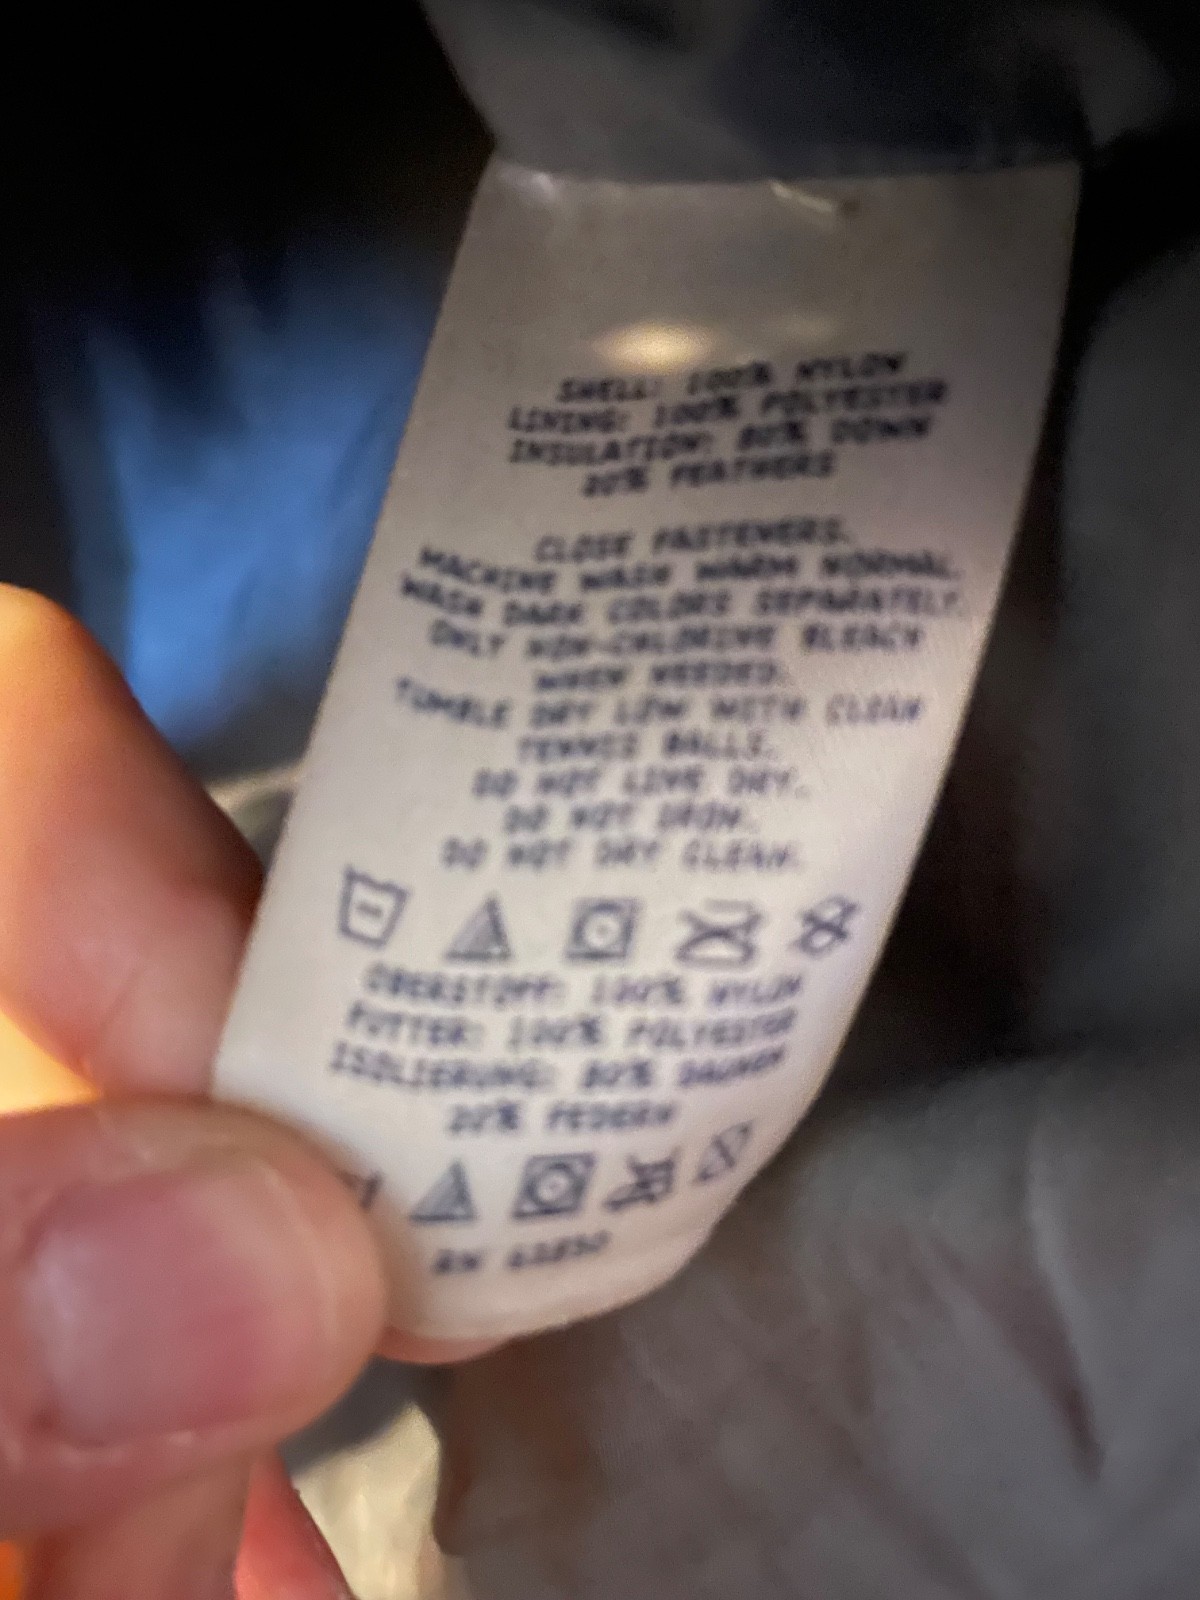 SHELL: 100% NYLON
LINING: 100% POLYESTER
INSULATION: 80% DOWN
20% FEATHERS
CLOSE FASTENERS.
MACHINE WASH WARM NORMAL.
WASH DARK COLORS SEPARATELY.
ONLY NON-CHLORINE BLEACH
WHEN NEEDED.
TUMBLE DRY LOW WITH CLEAN
TENNIS BALLS.
DO NOT LINE DRY.
DO NOT IRON.
DO NOT DRY CLEAN.
OBERSTOFF: 100% NYLON
FUTTER: 100% POLYESTER
ISOLIERUNG: 80% DAUNEN
20% FEDERN
RN